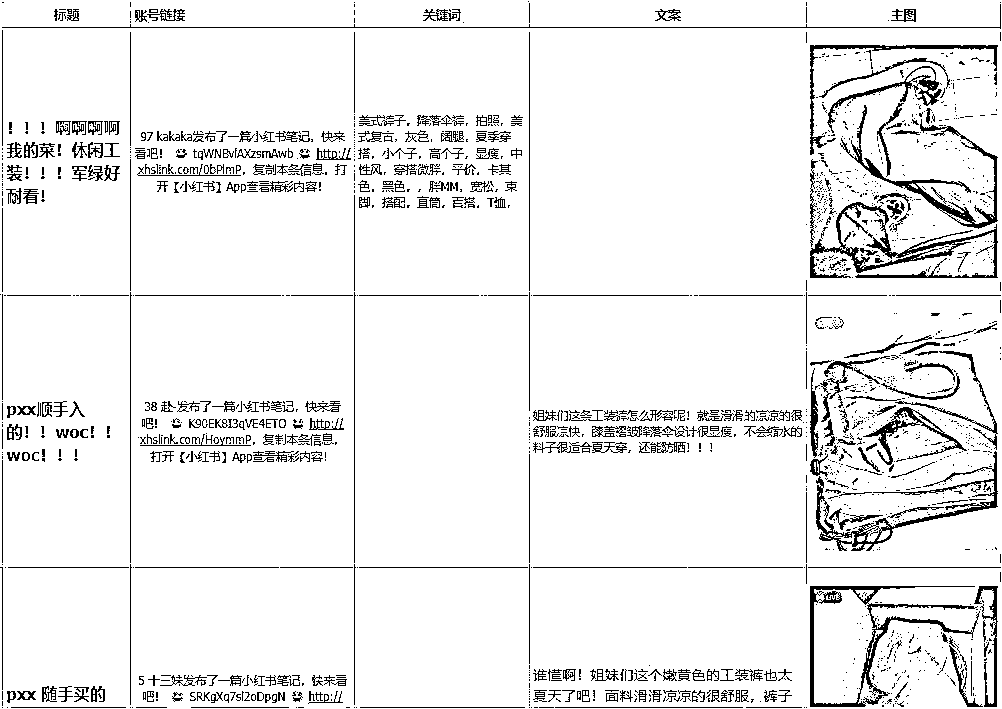 标题
账号链接
关键词
文案
主图
！！！啊啊啊啊
我的菜！休闲工
装！！！军绿好
耐看！
97 kakaka发布了一篇小红书笔记，快来
看吧！ 😆 tqWNBvlAXzsmAwb 😆 http://
xhslink.com/0bPlmP，复制本条信息，打
开【小红书】App查看精彩内容！
美式裤子，降落伞裤，拍照，美
式复古，灰色，阔腿，夏季穿
搭，小个子，高个子，显瘦，中
性风，穿搭微胖，平价，卡其
色，黑色，，胖MM，宽松，束
脚，搭配，直筒，百搭，T恤，
pxx顺手入
的！！woc！！
woc！！！
38 赴-发布了一篇小红书笔记，快来看
吧！ 😆 K90EK8I3qVE4ETO 😆 http://
xhslink.com/HoymmP，复制本条信息，
打开【小红书】App查看精彩内容！
姐妹们这条工装裤怎么形容呢！就是滑滑的凉凉的很
舒服凉快，膝盖褶皱降落伞设计很显瘦，不会缩水的
料子很适合夏天穿，还能防晒！！！
pxx 随手买的
5 十三妹发布了一篇小红书笔记，快来看
吧！ 😆 SRKgXq7sl2oDpgN 😆 http://
谁懂啊！姐妹们这个嫩黄色的工装裤也太
夏天了吧！面料滑滑凉凉的很舒服，裤子
LIVE